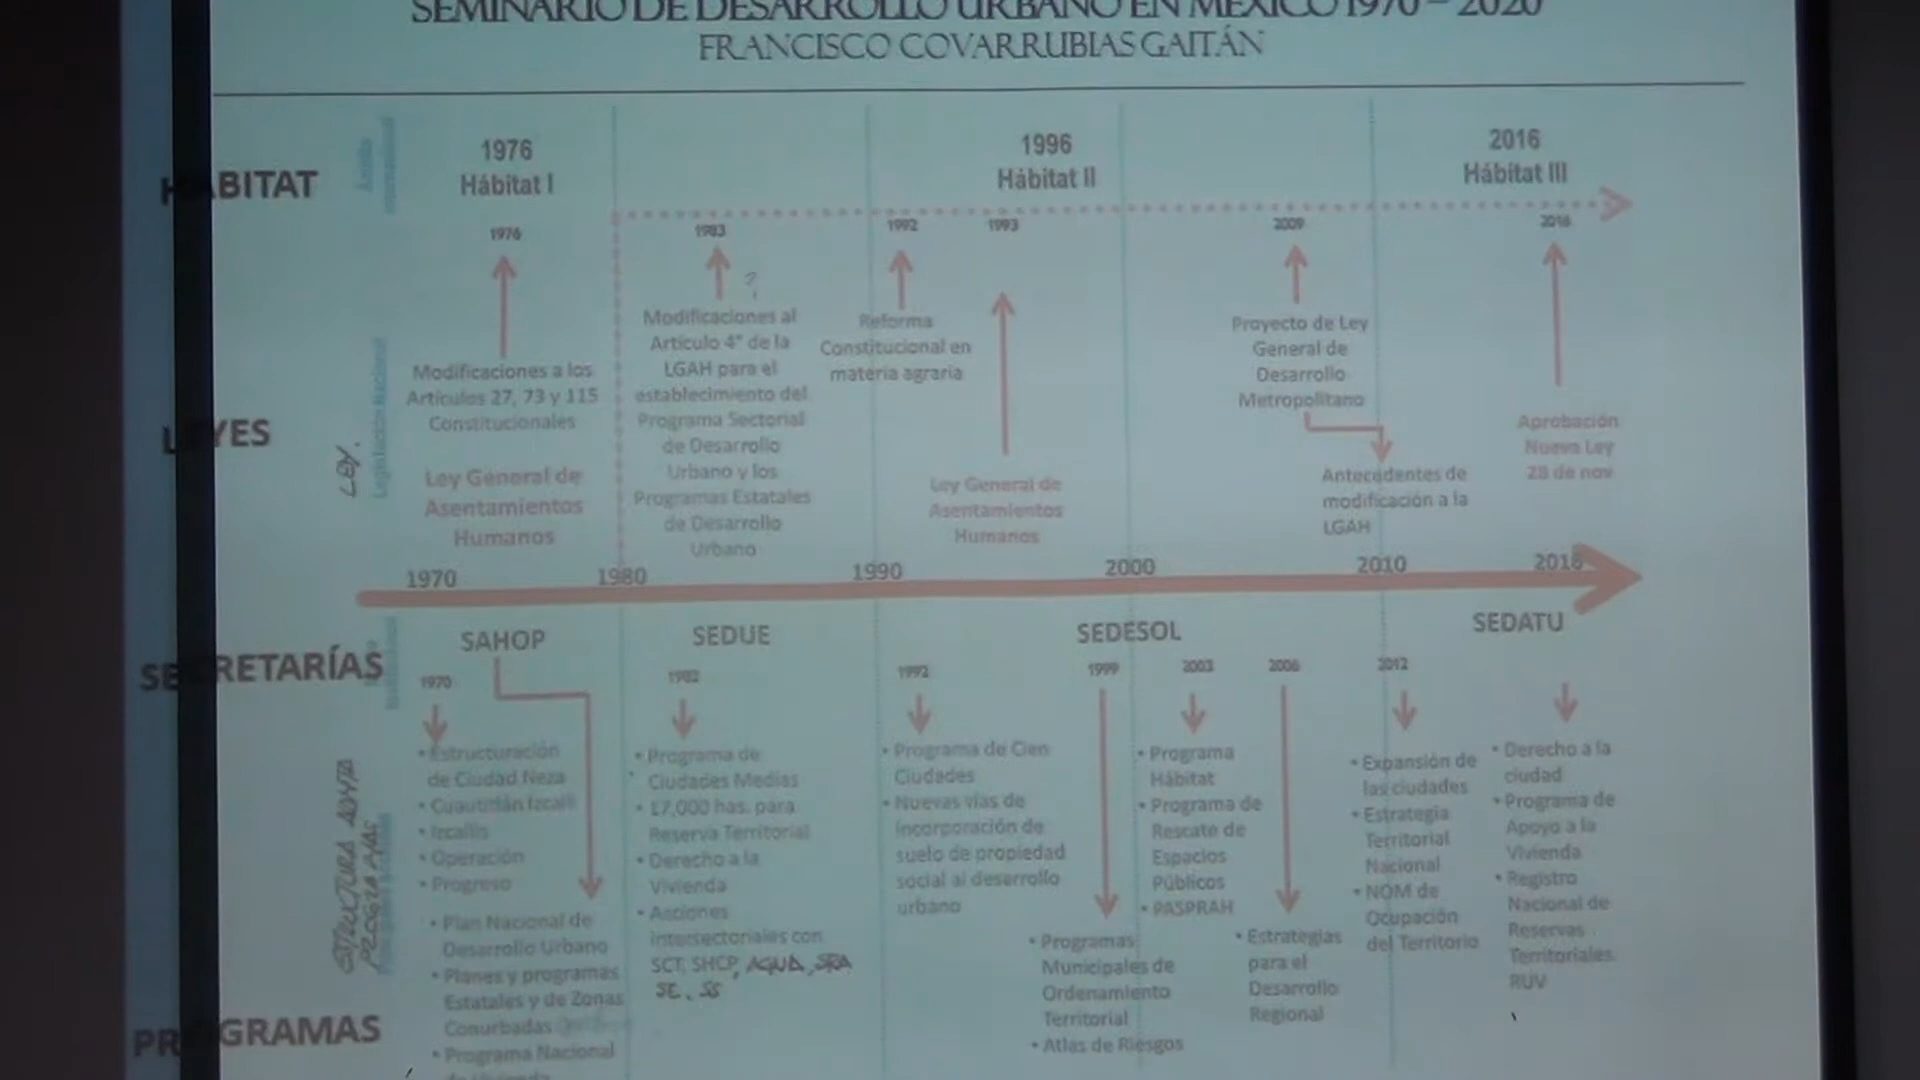 SEMINARIO DE DESARROLLO URBANO EN MÉXICO 1970 – 2020
FRANCISCO COVARRUBIAS GAITÁN
HÁBITAT
1976
Hábitat I
1996
Hábitat II
2016
Hábitat III
1976
1983
1992
1993
2009
2016
LEYES
LEY.
Legislación Nacional
Modificaciones a los
Artículos 27, 73 y 115
Constitucionales
Ley General de
Asentamientos
Humanos
?
Modificaciones al
Artículo 4° de la
LGAH para el
establecimiento del
Programa Sectorial
de Desarrollo
Urbano y los
Programas Estatales
de Desarrollo
Urbano
Reforma
Constitucional en
materia agraria
Ley General de
Asentamientos
Humanos
Proyecto de Ley
General de
Desarrollo
Metropolitano
Antecedentes de
modificación a la
LGAH
Aprobación
Nueva Ley
28 de nov
1970
1980
1990
2000
2010
2016
SECRETARÍAS
SAHOP
SEDUE
SEDESOL
SEDATU
1970
1982
1992
1999
2003
2006
2012
PROGRAMAS
• Estructuración
de Ciudad Neza
• Cuautitlán Izcalli
• Izcallis
• Operación
• Progreso
• Plan Nacional de
Desarrollo Urbano
• Planes y programas
Estatales y de Zonas
Conurbadas
• Programa Nacional
de Vivienda
• Programa de
Ciudades Medias
• 17,000 has. para
Reserva Territorial
• Derecho a la
Vivienda
• Acciones
intersectoriales con
SCT, SHCP, AGUA, SRA
SE, SS
• Programa de Cien
Ciudades
• Nuevas vías de
incorporación de
suelo de propiedad
social al desarrollo
urbano
• Programas
Municipales de
Ordenamiento
Territorial
• Atlas de Riesgos
• Programa
Hábitat
• Programa de
Rescate de
Espacios
Públicos
• PASPRAH
• Estrategias
para el
Desarrollo
Regional
• Expansión de
las ciudades
• Estrategia
Territorial
Nacional
• NOM de
Ocupación
del Territorio
• Derecho a la
ciudad
• Programa de
Apoyo a la
Vivienda
• Registro
Nacional de
Reservas
Territoriales
RUV